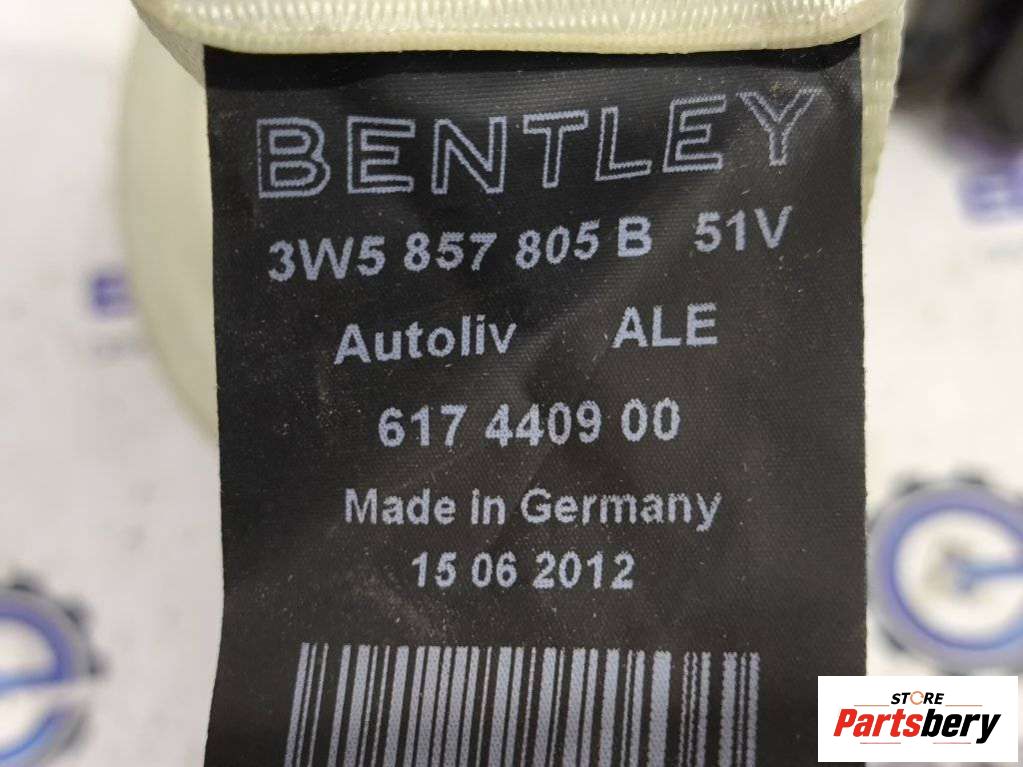 BENTLEY
3W5 857 805 B 51V
Autoliv ALE
617 4409 00
Made in Germany
15 06 2012
STORE
Partsbery